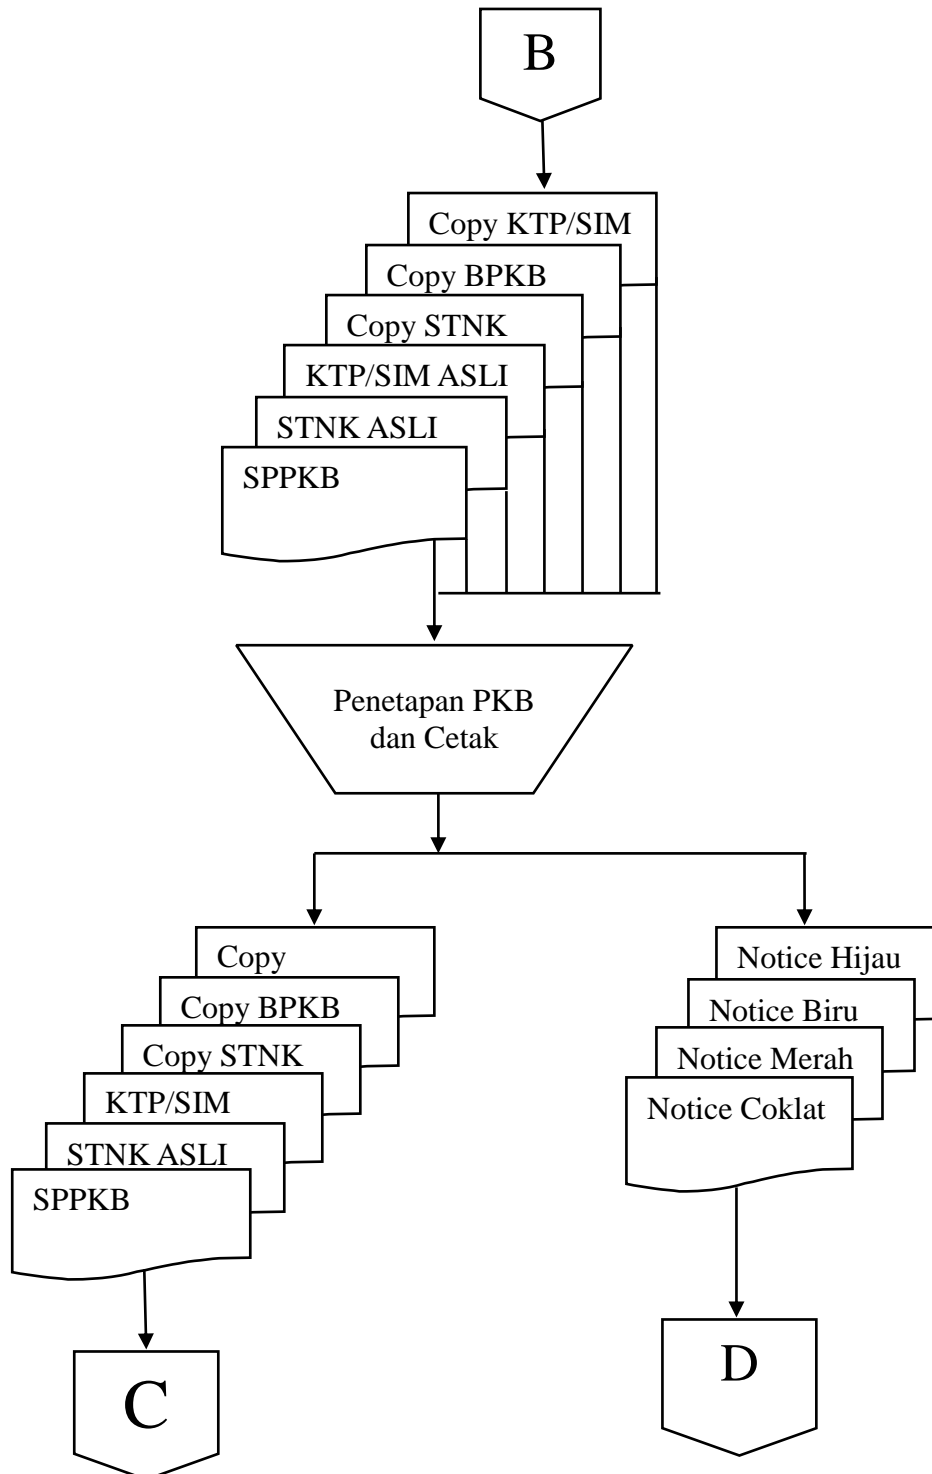 B
Copy KTP/SIM
Copy BPKB
Copy STNK
KTP/SIM ASLI
STNK ASLI
SPPKB
Penetapan PKB
dan Cetak
Copy
Copy BPKB
Copy STNK
KTP/SIM
STNK ASLI
SPPKB
Notice Hijau
Notice Biru
Notice Merah
Notice Coklat
C
D